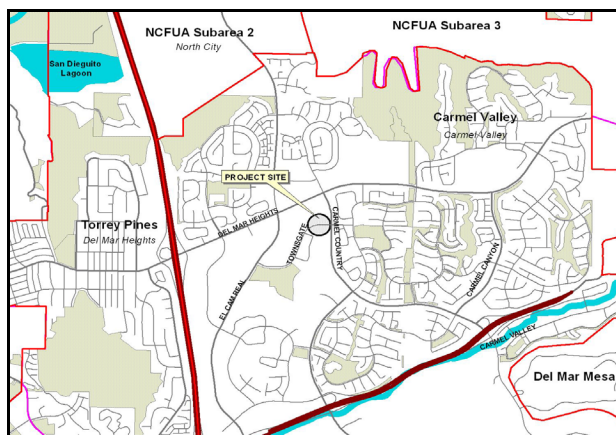 NCFUA Subarea 2
North City
NCFUA Subarea 3
San Dieguito
Lagoon
Carmel Valley
Carmel Valley
PROJECT SITE
Torrey Pines
Del Mar Heights
DEL MAR HEIGHTS
TOWNSGATE
CARMEL COUNTRY
EL CAM REAL
CARMEL CANYON
CARMEL VALLEY
Del Mar Mesa